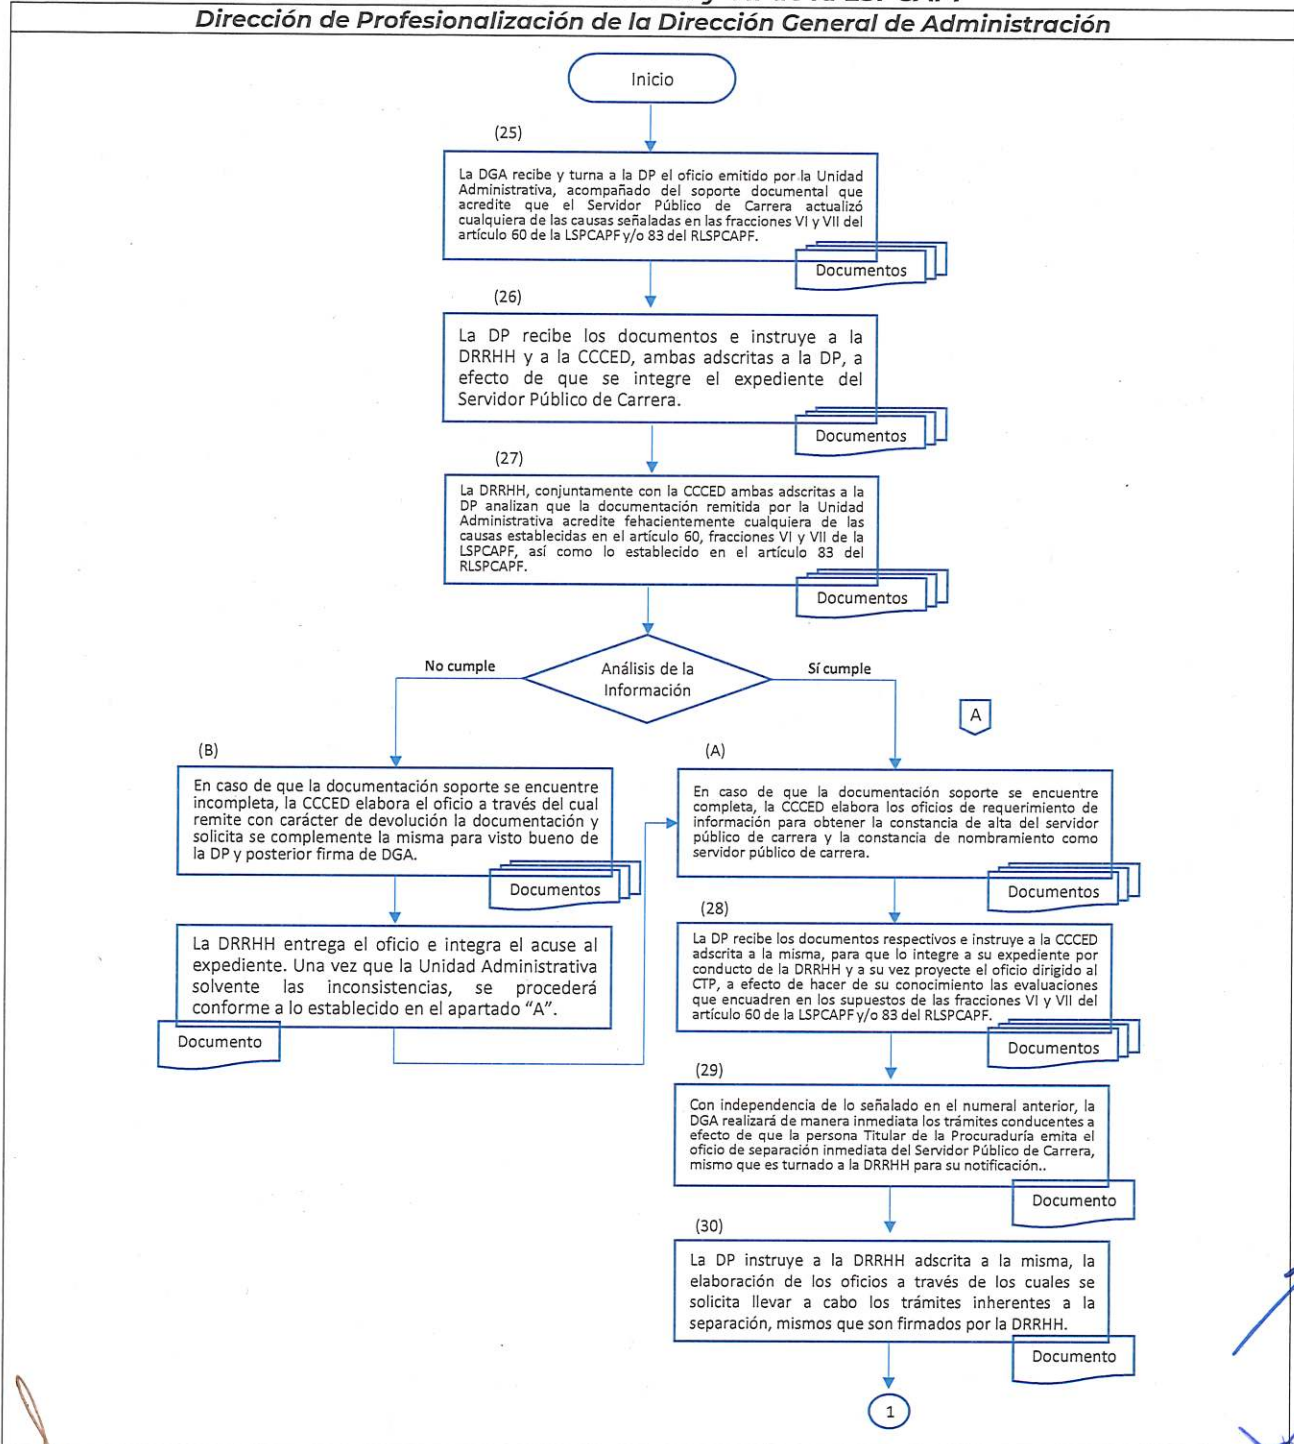 Dirección de Profesionalización de la Dirección General de Administración
Inicio
(25)
La DGA recibe y turna a la DP el oficio emitido por la Unidad
Administrativa, acompañado del soporte documental que
acredite que el Servidor Público de Carrera actualizó
cualquiera de las causas señaladas en las fracciones VI y VII del
artículo 60 de la LSPCAPF y/o 83 del RLSPCAPF.
Documentos
(26)
La DP recibe los documentos e instruye a la
DRRHH y a la CCCED, ambas adscritas a la DP, a
efecto de que se integre el expediente del
Servidor Público de Carrera.
Documentos
(27)
La DRRHH, conjuntamente con la CCCED ambas adscritas a la
DP analizan que la documentación remitida por la Unidad
Administrativa acredite fehacientemente cualquiera de las
causas establecidas en el artículo 60, fracciones VI y VII de la
LSPCAPF, así como lo establecido en el artículo 83 del
RLSPCAPF.
Documentos
No cumple
Análisis de la
Información
Sí cumple
A
(B)
En caso de que la documentación soporte se encuentre
incompleta, la CCCED elabora el oficio a través del cual
remite con carácter de devolución la documentación y
solicita se complemente la misma para visto bueno de
la DP y posterior firma de DGA.
Documentos
La DRRHH entrega el oficio e integra el acuse al
expediente. Una vez que la Unidad Administrativa
solvente las inconsistencias, se procederá
conforme a lo establecido en el apartado “A”.
Documento
(A)
En caso de que la documentación soporte se encuentre
completa, la CCCED elabora los oficios de requerimiento de
información para obtener la constancia de alta del servidor
público de carrera y la constancia de nombramiento como
servidor público de carrera.
Documentos
(28)
La DP recibe los documentos respectivos e instruye a la CCCED
adscrita a la misma, para que lo integre a su expediente por
conducto de la DRRHH y a su vez proyecte el oficio dirigido al
CTP, a efecto de hacer de su conocimiento las evaluaciones
que encuadren en los supuestos de las fracciones VI y VII del
artículo 60 de la LSPCAPF y/o 83 del RLSPCAPF.
Documentos
(29)
Con independencia de lo señalado en el numeral anterior, la
DGA realizará de manera inmediata los trámites conducentes a
efecto de que la persona Titular de la Procuraduría emita el
oficio de separación inmediata del Servidor Público de Carrera,
mismo que es turnado a la DRRHH para su notificación..
Documento
(30)
La DP instruye a la DRRHH adscrita a la misma, la
elaboración de los oficios a través de los cuales se
solicita llevar a cabo los trámites inherentes a la
separación, mismos que son firmados por la DRRHH.
Documento
1